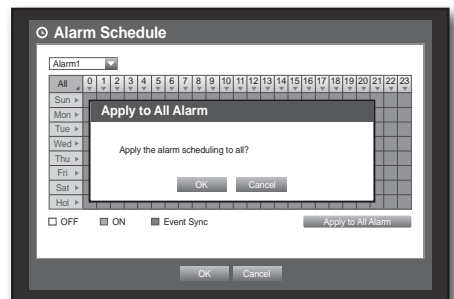 Alarm Schedule
Alarm1
All 0 1 2 3 4 5 6 7 8 9 10 11 12 13 14 15 16 17 18 19 20 21 22 23
Sun
Mon
Tue
Wed
Thu
Fri
Sat
Hol
Apply to All Alarm
Apply the alarm scheduling to all?
OK Cancel
OFF ON Event Sync Apply to All Alarm
OK Cancel